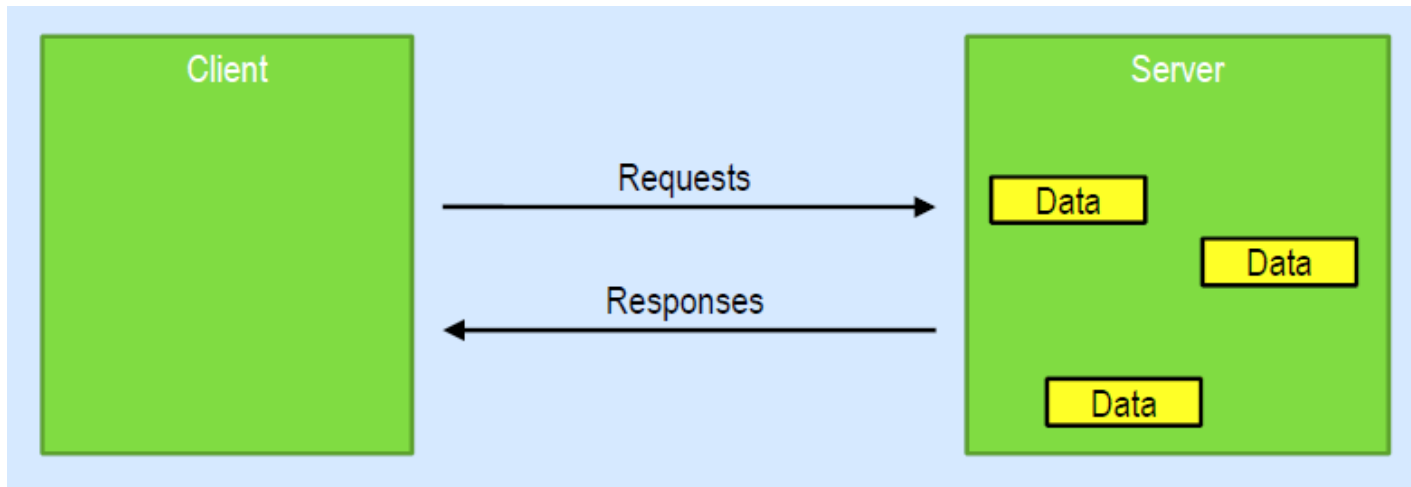 Client
Server
Requests
Data
Data
Responses
Data